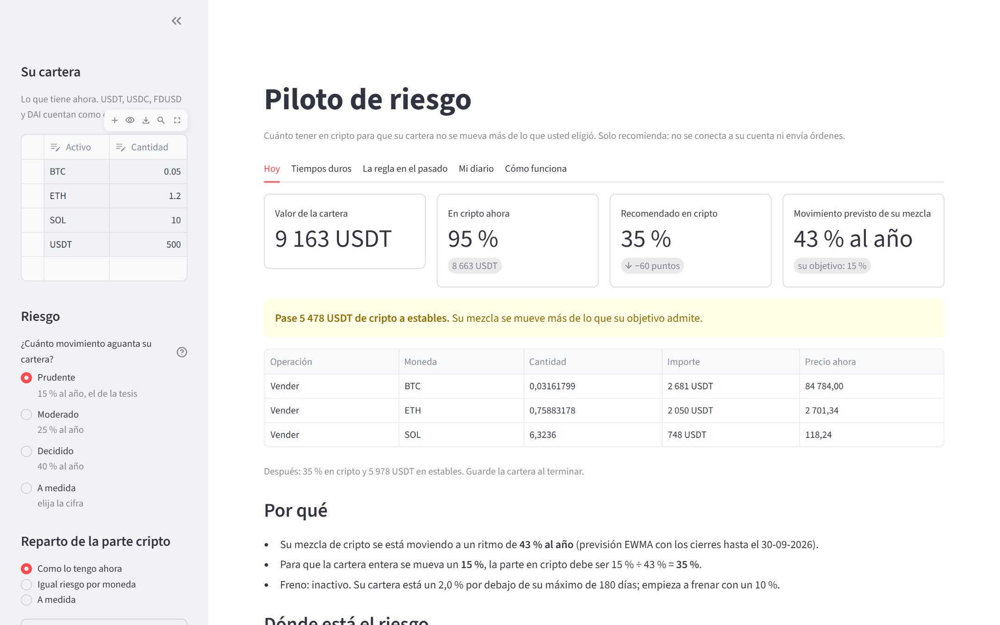 Su cartera
Lo que tiene ahora. USDT, USDC, FDUSD
y DAI cuentan como
Activo Cantidad
BTC 0.05
ETH 1.2
SOL 10
USDT 500
Riesgo
¿Cuánto movimiento aguanta su
cartera?
Prudente
15 % al año, el de la tesis
Moderado
25 % al año
Decidido
40 % al año
A medida
elija la cifra
Reparto de la parte cripto
Como lo tengo ahora
Igual riesgo por moneda
A medida
Piloto de riesgo
Cuánto tener en cripto para que su cartera no se mueva más de lo que usted eligió. Solo recomienda: no se conecta a su cuenta ni envía órdenes.
Hoy Tiempos duros La regla en el pasado Mi diario Cómo funciona
Valor de la cartera
9 163 USDT
En cripto ahora
95 %
8 663 USDT
Recomendado en cripto
35 %
↓ −60 puntos
Movimiento previsto de su mezcla
43 % al año
su objetivo: 15 %
Pase 5 478 USDT de cripto a estables. Su mezcla se mueve más de lo que su objetivo admite.
Operación Moneda Cantidad Importe Precio ahora
Vender BTC 0,03161799 2 681 USDT 84 784,00
Vender ETH 0,75883178 2 050 USDT 2 701,34
Vender SOL 6,3236 748 USDT 118,24
Después: 35 % en cripto y 5 978 USDT en estables. Guarde la cartera al terminar.
Por qué
• Su mezcla de cripto se está moviendo a un ritmo de 43 % al año (previsión EWMA con los cierres hasta el 30-09-2026).
• Para que la cartera entera se mueva un 15 %, la parte en cripto debe ser 15 % ÷ 43 % = 35 %.
• Freno: inactivo. Su cartera está un 2,0 % por debajo de su máximo de 180 días; empieza a frenar con un 10 %.
Dónde está el riesgo